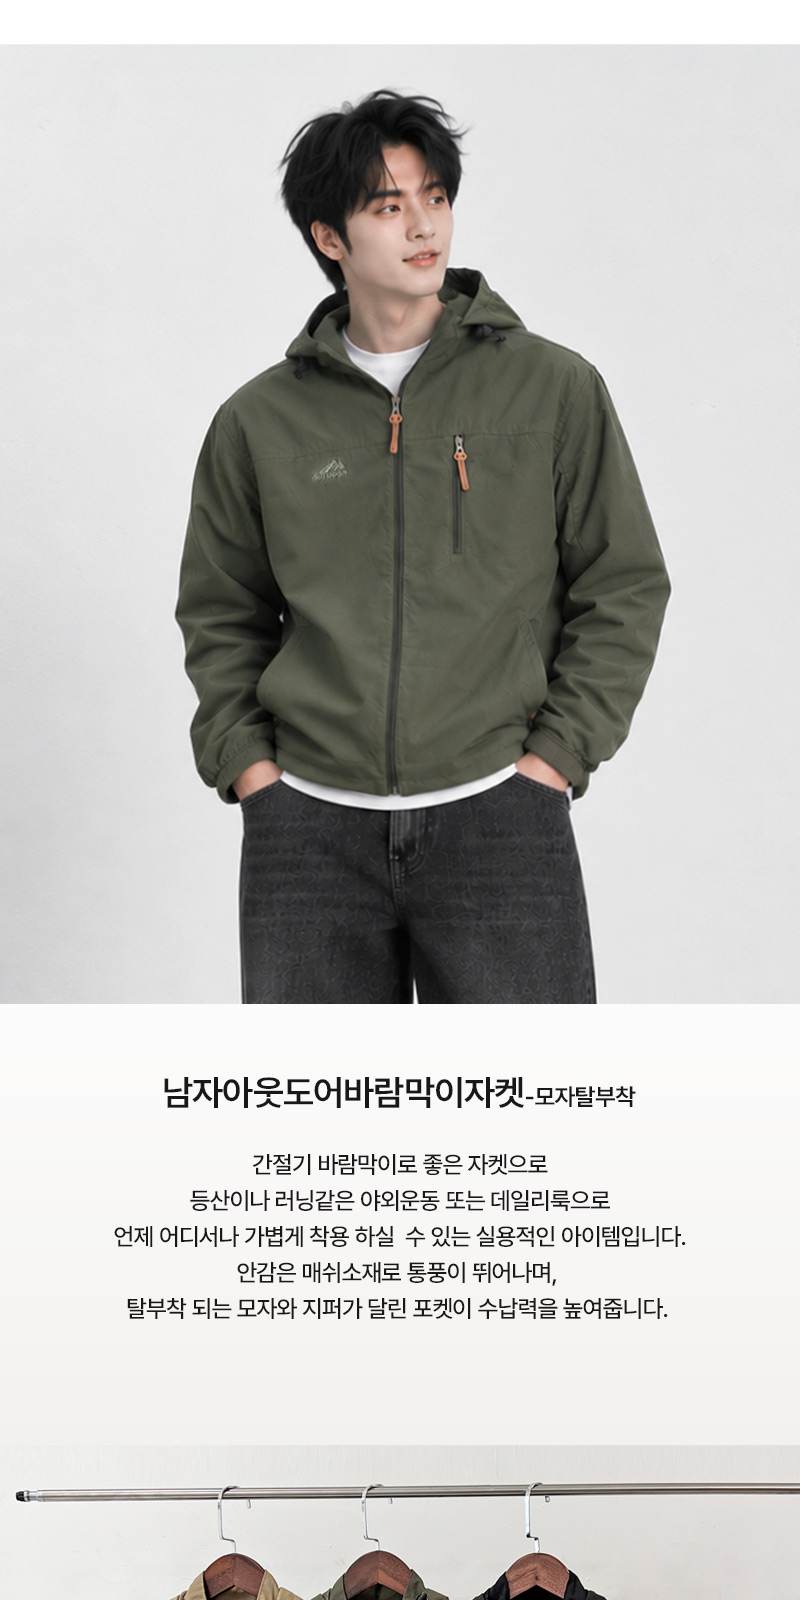 남자아웃도어바람막이자켓-모자탈부착
간절기 바람막이로 좋은 자켓으로
등산이나 러닝같은 야외운동 또는 데일리룩으로
언제 어디서나 가볍게 착용 하실 수 있는 실용적인 아이템입니다.
안감은 매쉬소재로 통풍이 뛰어나며,
탈부착 되는 모자와 지퍼가 달린 포켓이 수납력을 높여줍니다.